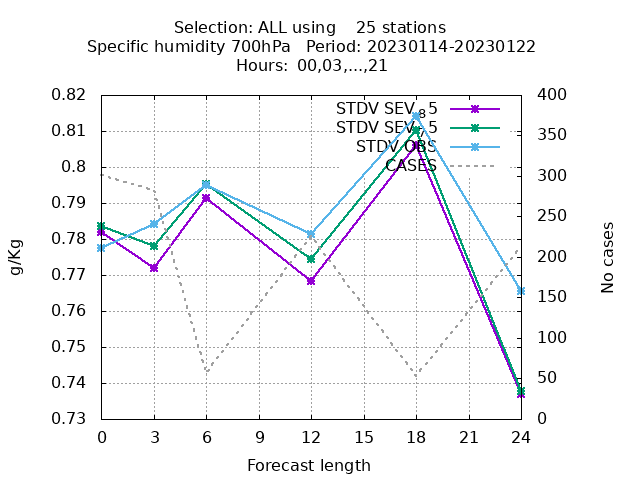 Selection: ALL using    25 stations
Specific humidity 700hPa   Period: 20230114-20230122
Hours: 00,03,...,21
STDV SEV₈5
STDV SEV₇5
STDV OBS
CASES
0.82
0.81
0.8
0.79
0.78
0.77
0.76
0.75
0.74
0.73
400
350
300
250
200
150
100
50
0
g/Kg
No cases
0 3 6 9 12 15 18 21 24
Forecast length